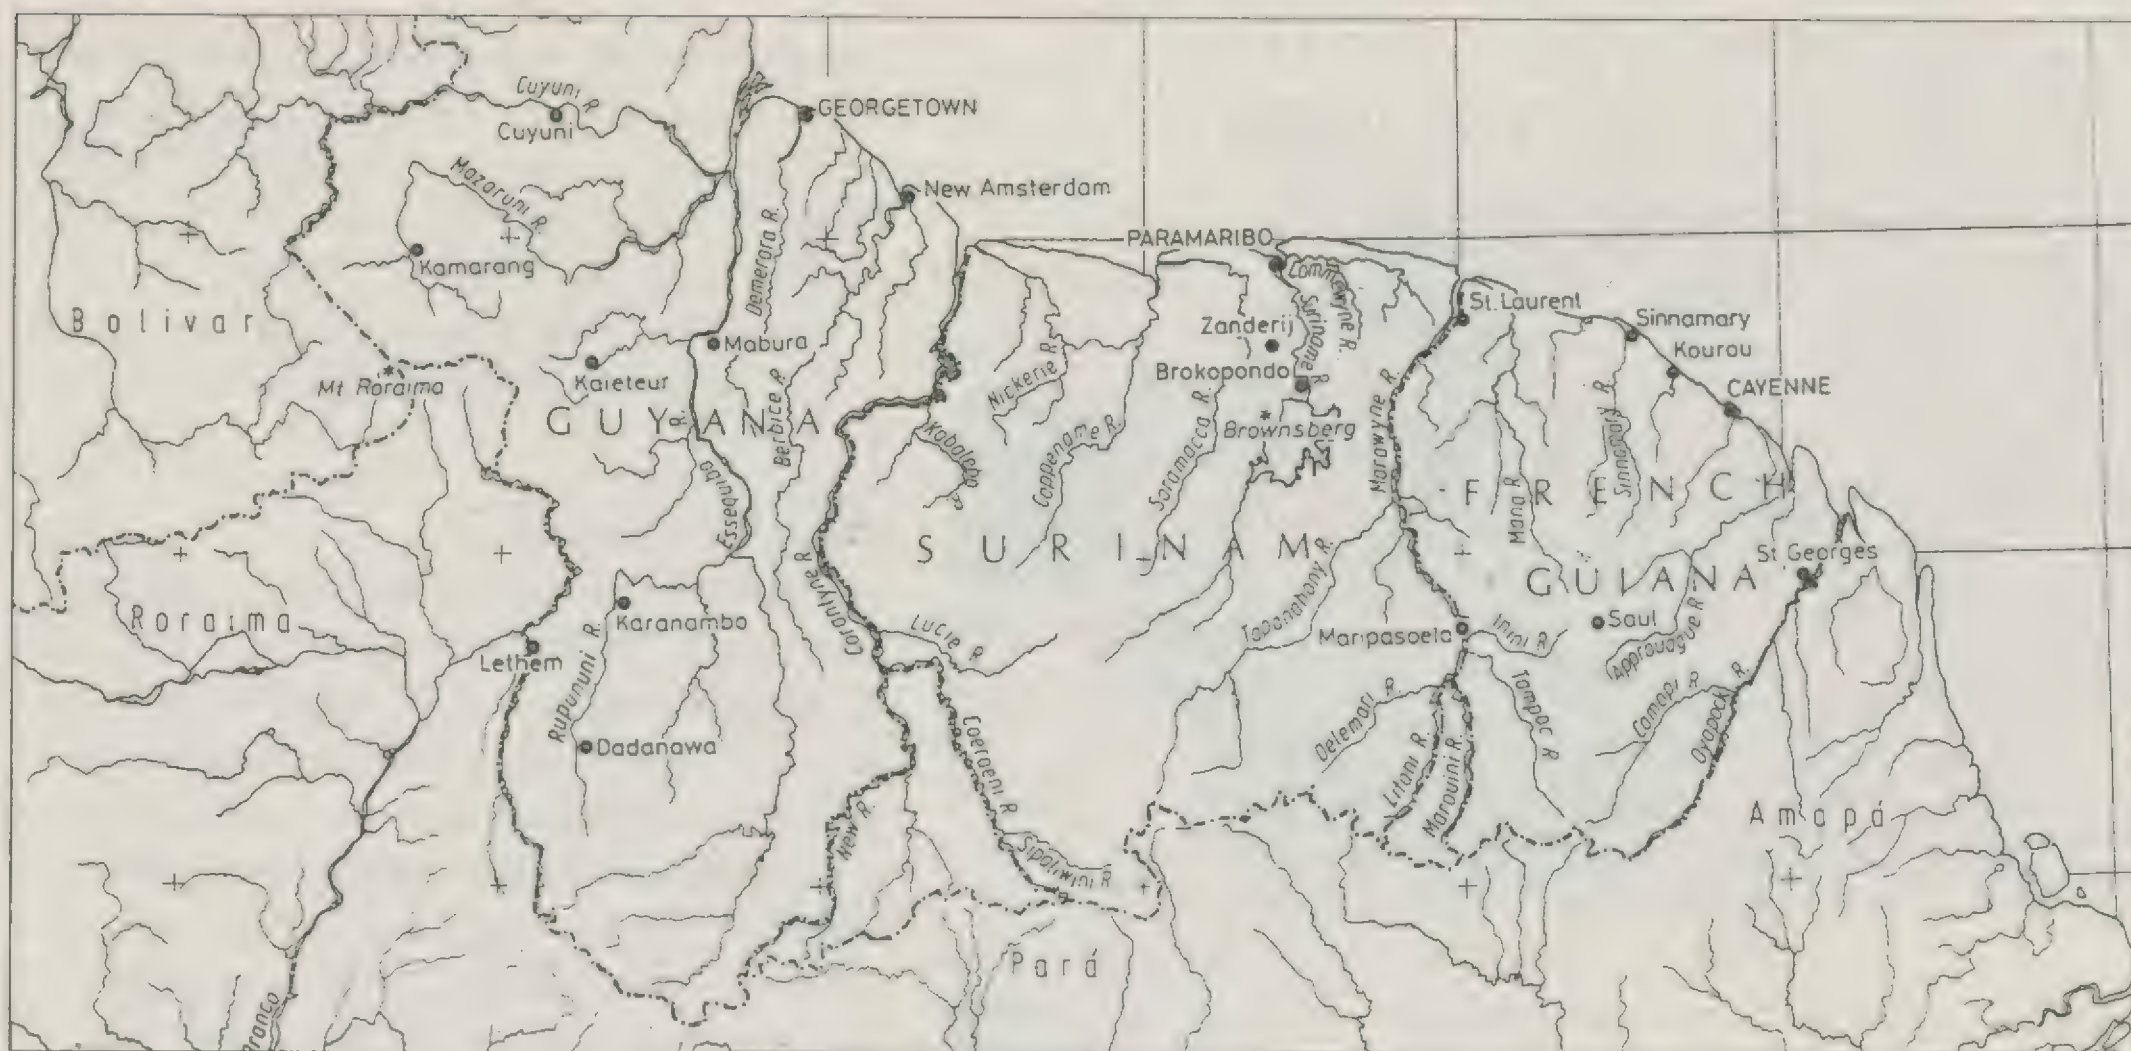 Cuyuni R.
Cuyuni
GEORGETOWN
Mazaruni R.
New Amsterdam
Kamarang
Demerara R.
PARAMARIBO
Commewyne R.
Suriname R.
St. Laurent
Bolivar
Mabura
Zanderij
Sinnamary
Kourou
Kaieteur
Mt Roraima
Nickerie R.
Brokopondo
CAYENNE
GUYANA
Berbice R.
Kabalebo R.
Coppename R.
Saramacca R.
Brownsberg
Marowyne R.
Sinnamary R.
Mana R.
FRENCH
Essequibo R.
SURINAM
St. Georges
GUIANA
Corantyne R.
Tapanahony R.
Roraima
Karanambo
Lucie R.
Maripasoela
Inini R.
Saul
Approuague R.
Lethem
Rupununi R.
Dadanawa
Coeroeni R.
Delemari R.
Litani R.
Marouini R.
Tampoc R.
Camopi R.
Oyapock R.
New R.
Sipaliwini R.
Amapá
Pará
Branco